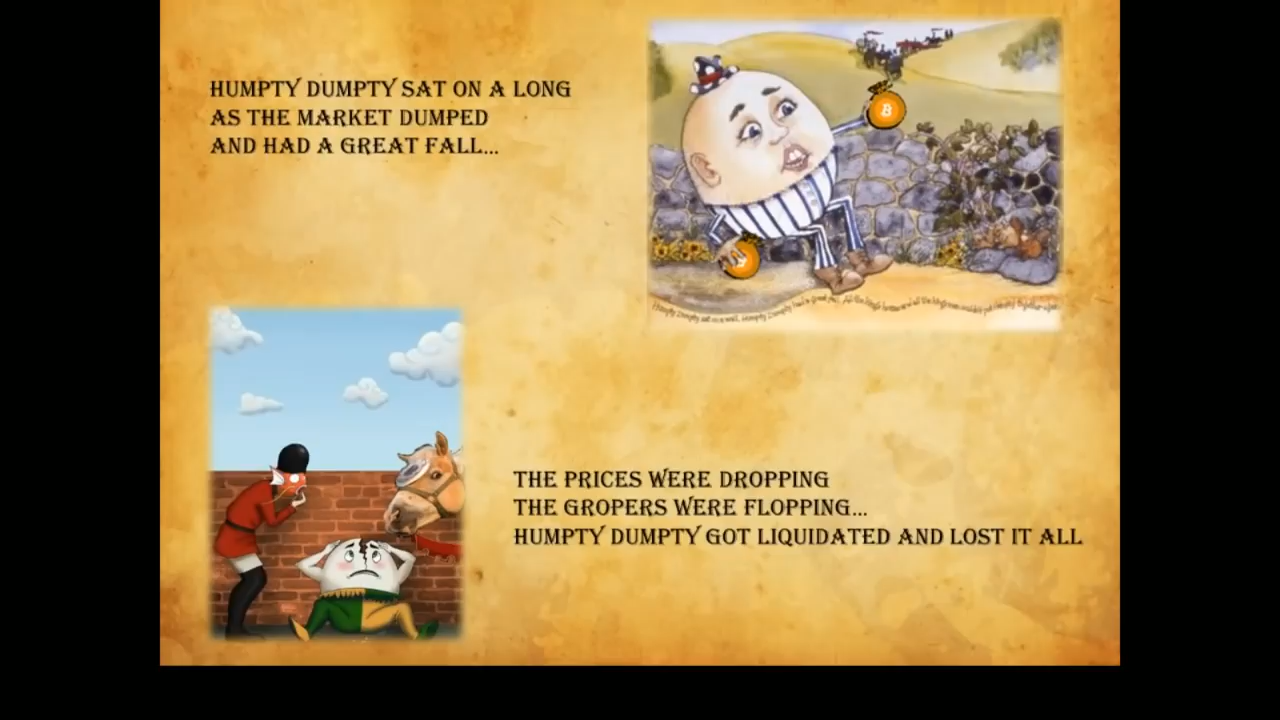 HUMPTY DUMPTY SAT ON A LONG
AS THE MARKET DUMPED
AND HAD A GREAT FALL...
B
THE PRICES WERE DROPPING
THE GROPERS WERE FLOPPING...
HUMPTY DUMPTY GOT LIQUIDATED AND LOST IT ALL